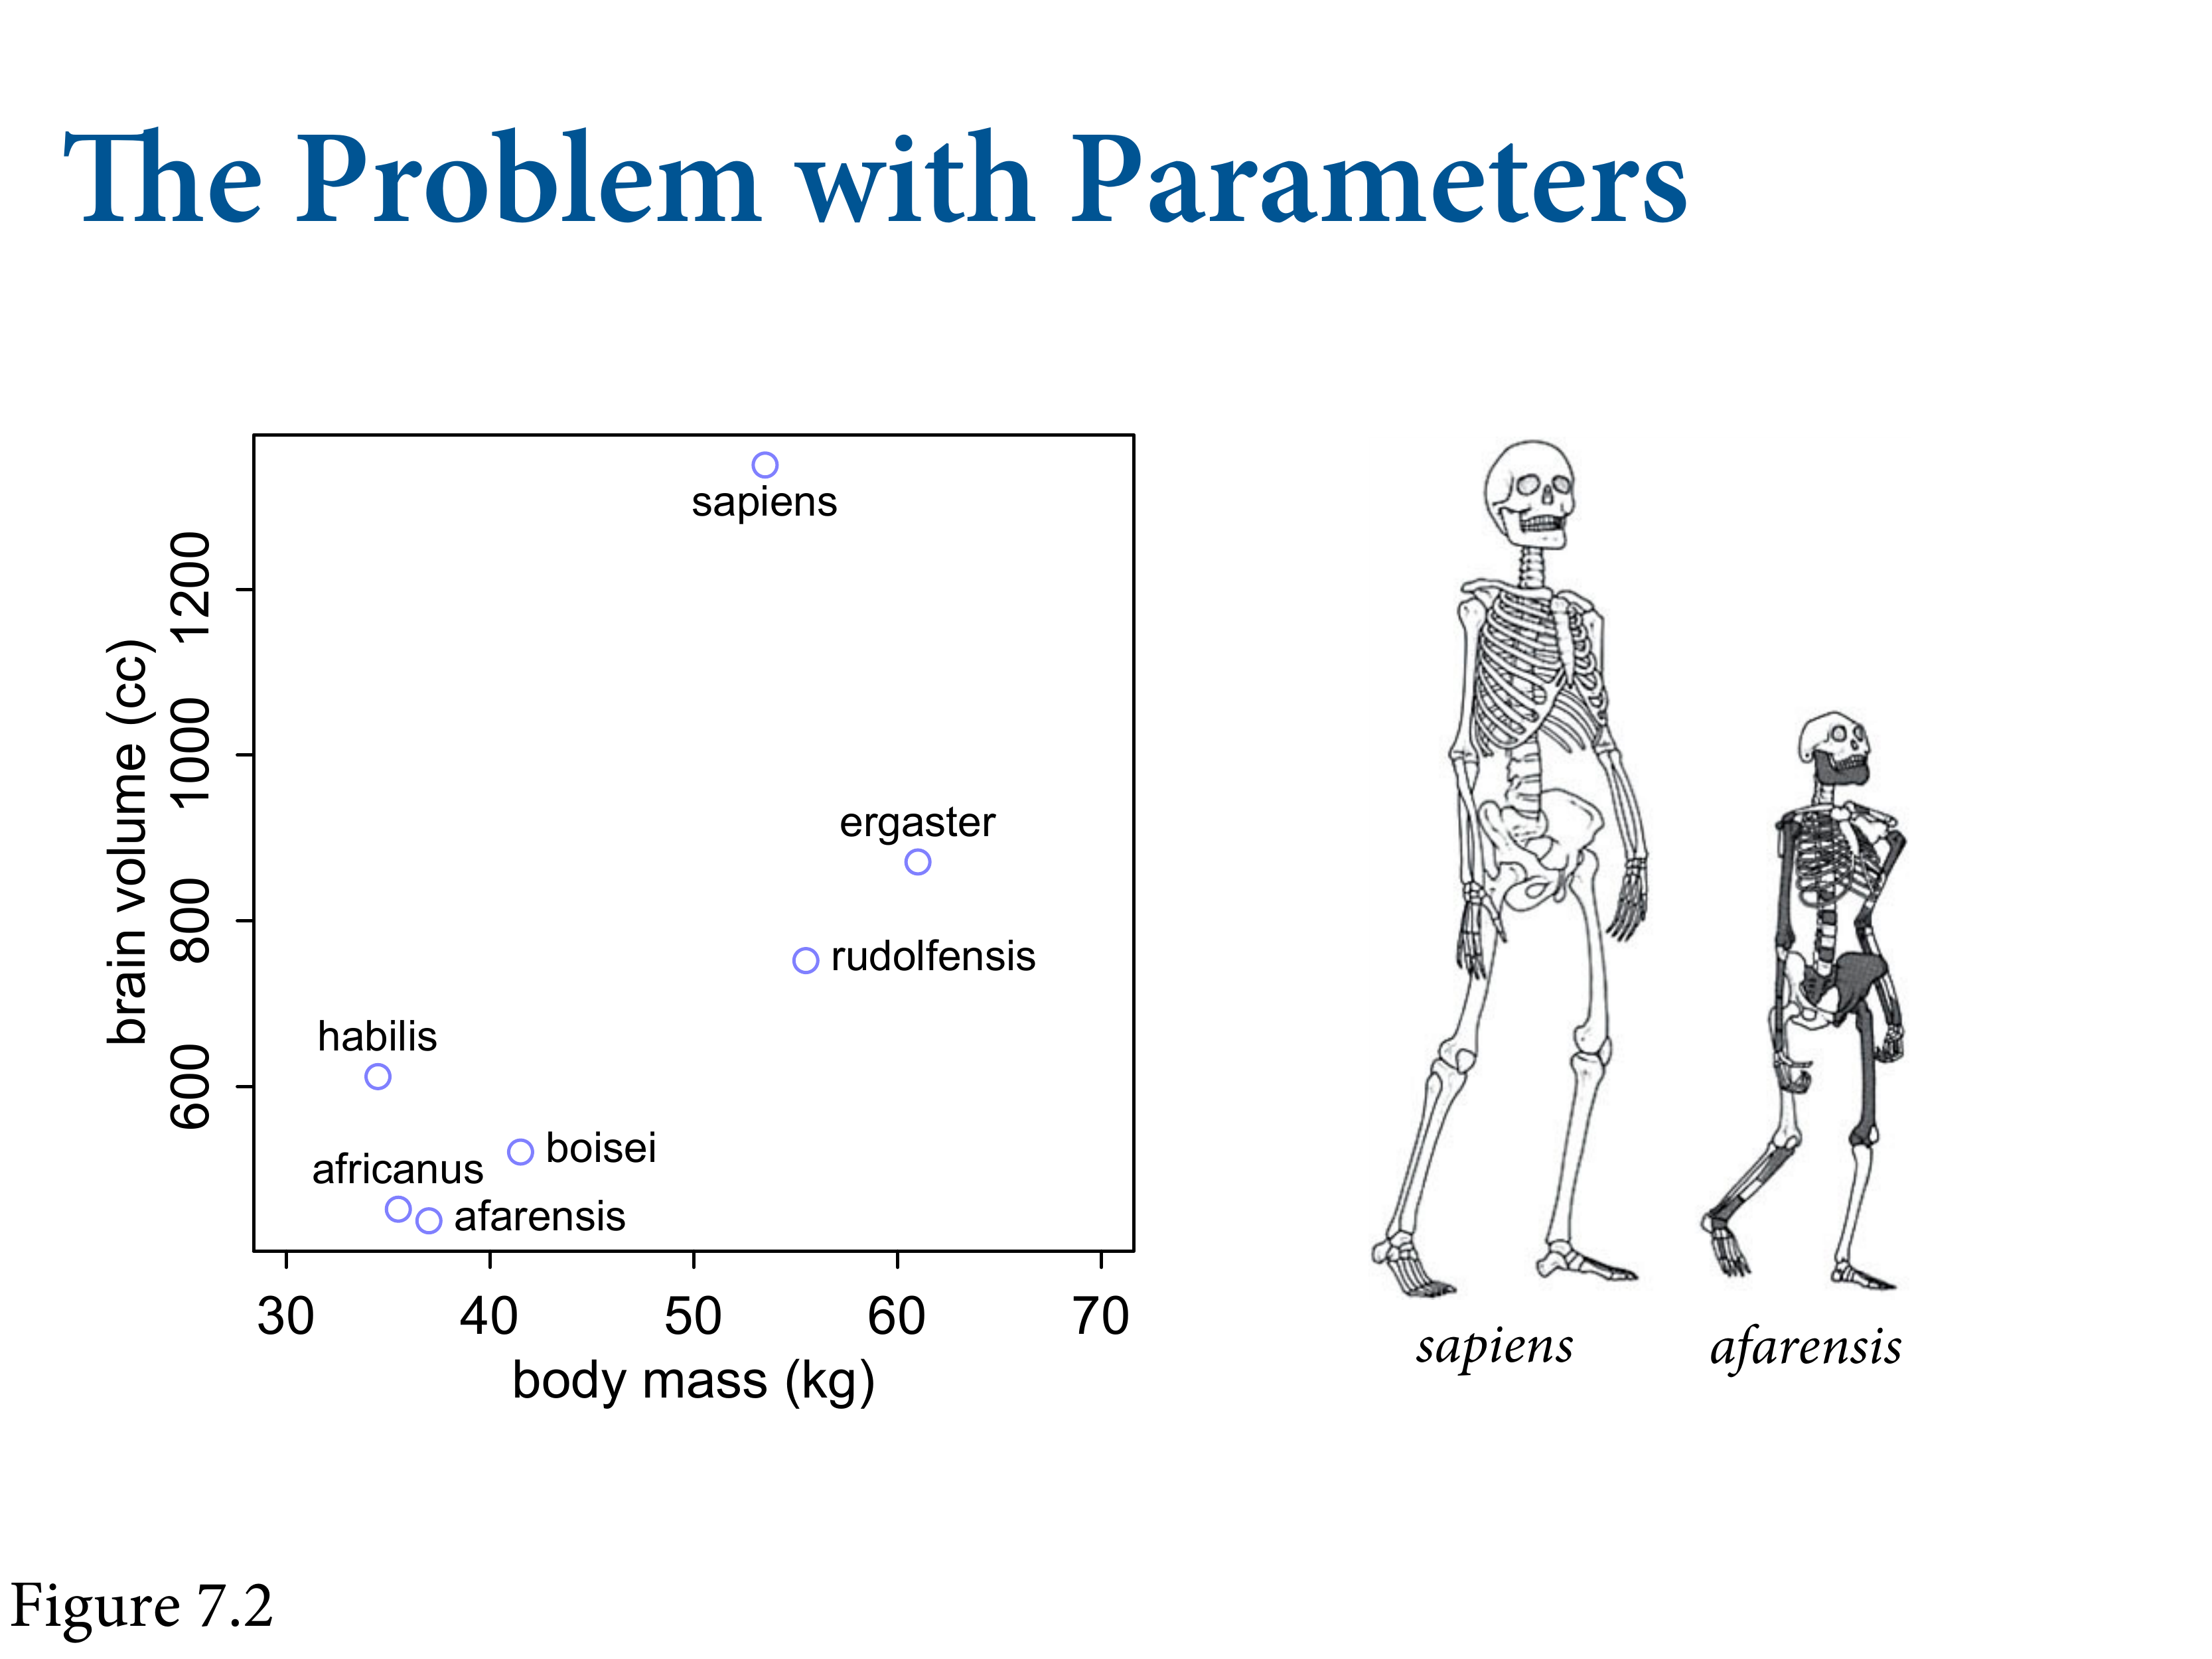 The Problem with Parameters
brain volume (cc)
1200
1000
800
600
sapiens
ergaster
rudolfensis
habilis
boisei
africanus
afarensis
30 40 50 60 70
body mass (kg)
sapiens
afarensis
Figure 7.2